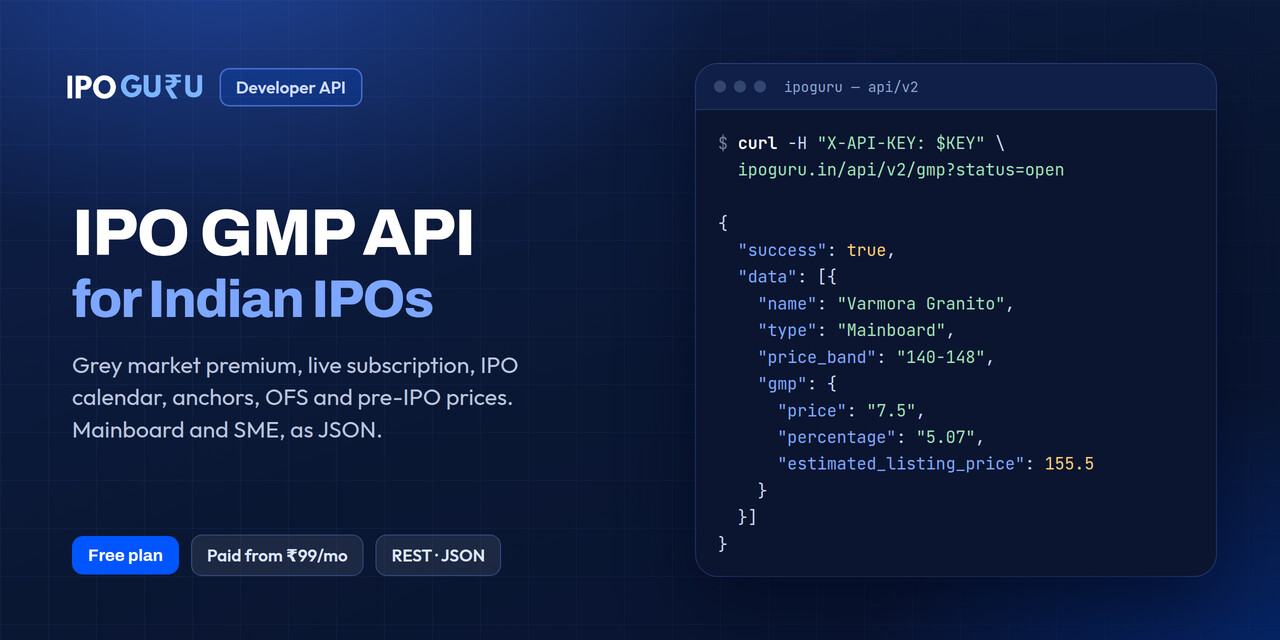 IPO GU₹U
Developer API
IPO GMP API
for Indian IPOs
Grey market premium, live subscription, IPO
calendar, anchors, OFS and pre-IPO prices.
Mainboard and SME, as JSON.
Free plan
Paid from ₹99/mo
REST · JSON
ipoguru — api/v2
$ curl -H "X-API-KEY: $KEY" \
ipoguru.in/api/v2/gmp?status=open
{
"success": true,
"data": [{
"name": "Varmora Granito",
"type": "Mainboard",
"price_band": "140-148",
"gmp": {
"price": "7.5",
"percentage": "5.07",
"estimated_listing_price": 155.5
}
}]
}